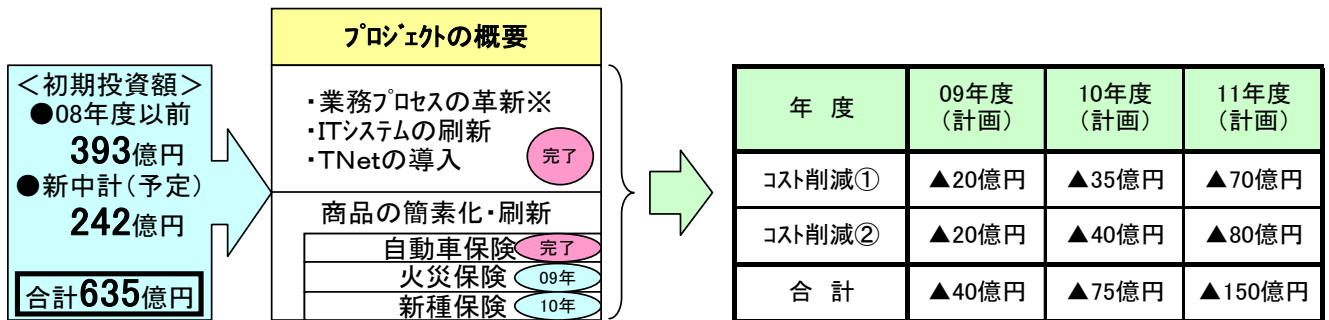 ＜初期投資額＞
●08年度以前
393億円
●新中計（予定）
242億円
合計635億円
ﾌﾟﾛｼﾞｪｸﾄの概要
・業務ﾌﾟﾛｾｽの革新※
・ITｼｽﾃﾑの刷新
・TNetの導入
完了
商品の簡素化・刷新
自動車保険 完了
火災保険 09年
新種保険 10年
年 度 09年度（計画） 10年度（計画） 11年度（計画）
ｺｽﾄ削減① ▲20億円 ▲35億円 ▲70億円
ｺｽﾄ削減② ▲20億円 ▲40億円 ▲80億円
合 計 ▲40億円 ▲75億円 ▲150億円